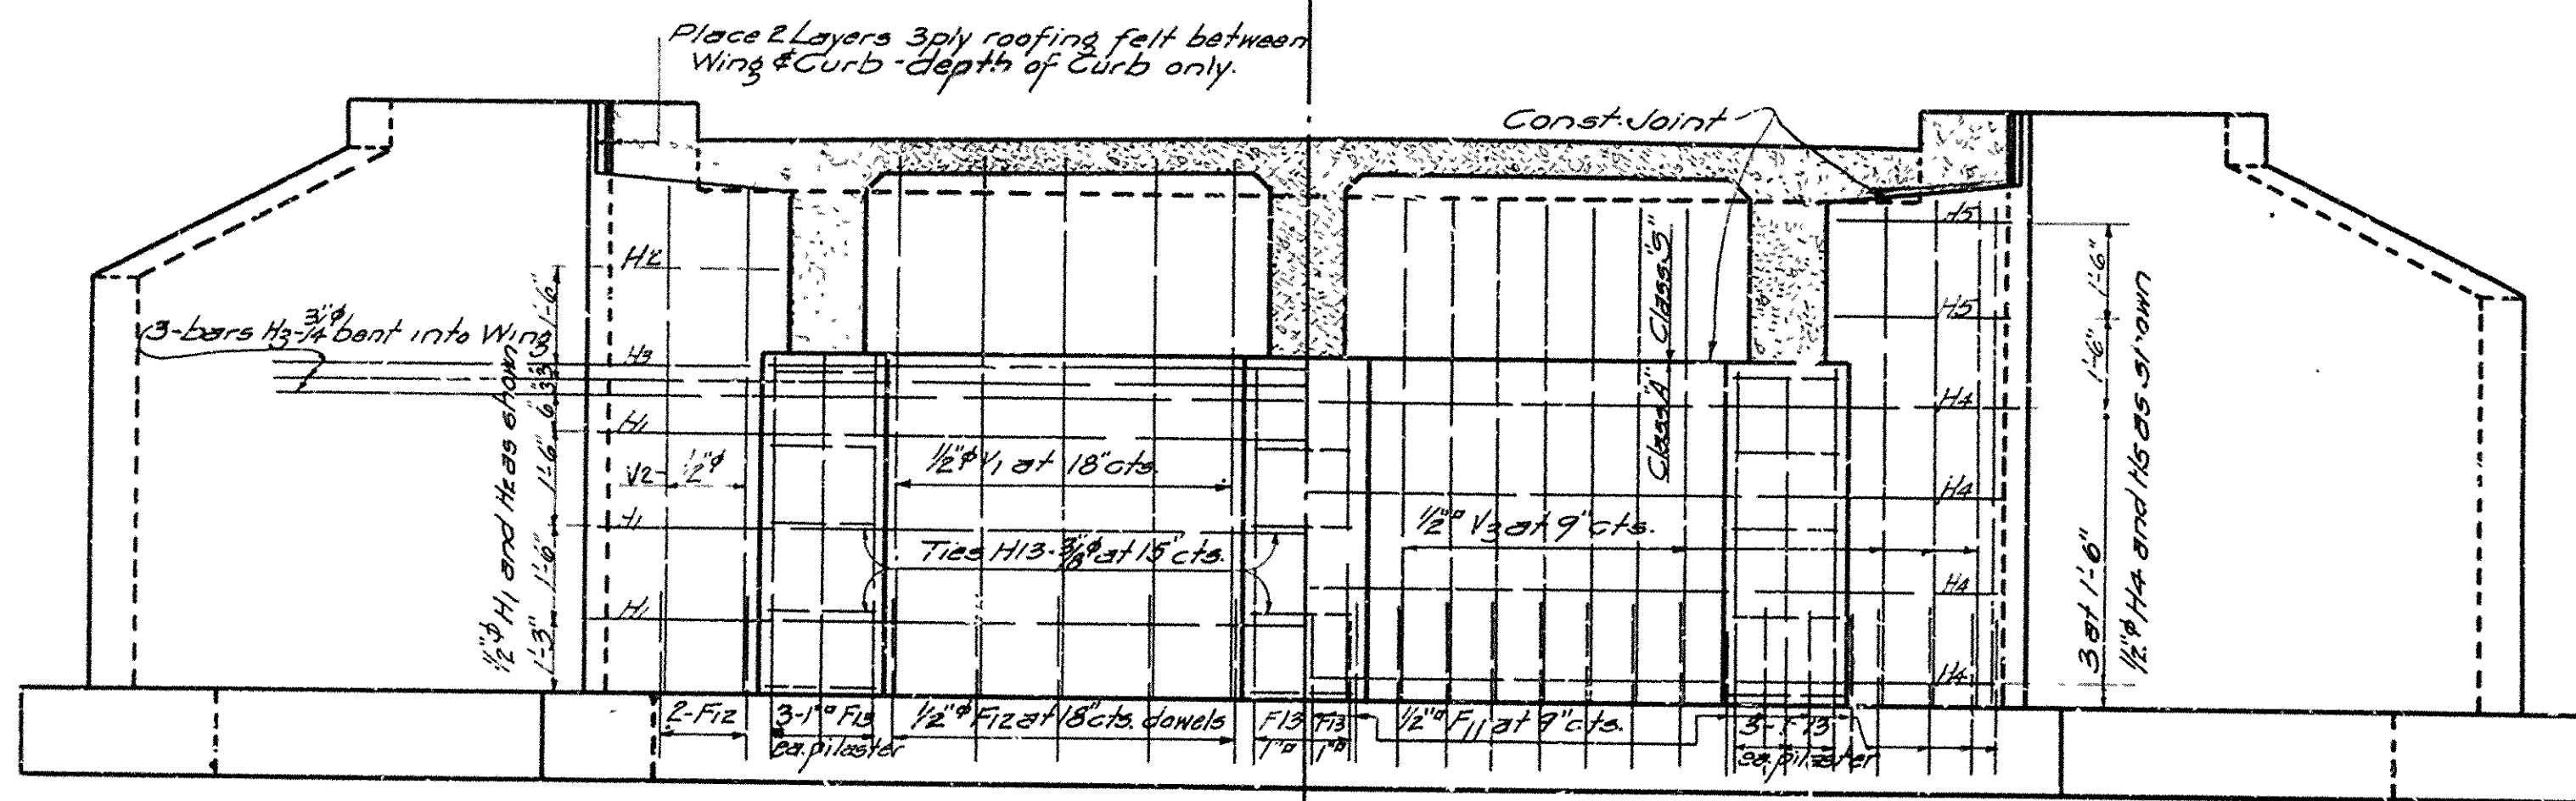 Place 2 Layers 3ply roofing felt between
Wing & Curb - depth of Curb only.
Const. Joint
H2
H5
Class "S"
1'-6"
3-bars H3-3/4"φ bent into Wing
1'-6"
H5
H3
3"
3"
6"
1'-6"
Class "A"
H4
H1
1/2"φ H1 and H2 as shown
1'-6"
1/2"φ V1 at 18" cts.
V2- 1/2"φ
H4
1/2"φ H4 and H5 as shown
H1
1/2"▫ V3 at 9" cts.
1'-6"
Ties H13-3/8"φ at 15" cts.
3 at 1'-6"
H4
H1
1'-3"
H4
2-F12
3-1"▫ F13
ea. pilaster
1/2"φ F12 at 18" cts. dowels
F13
1"▫
F13
1"▫
1/2"▫ F11 at 9" cts.
3- F13
ea. pilaster